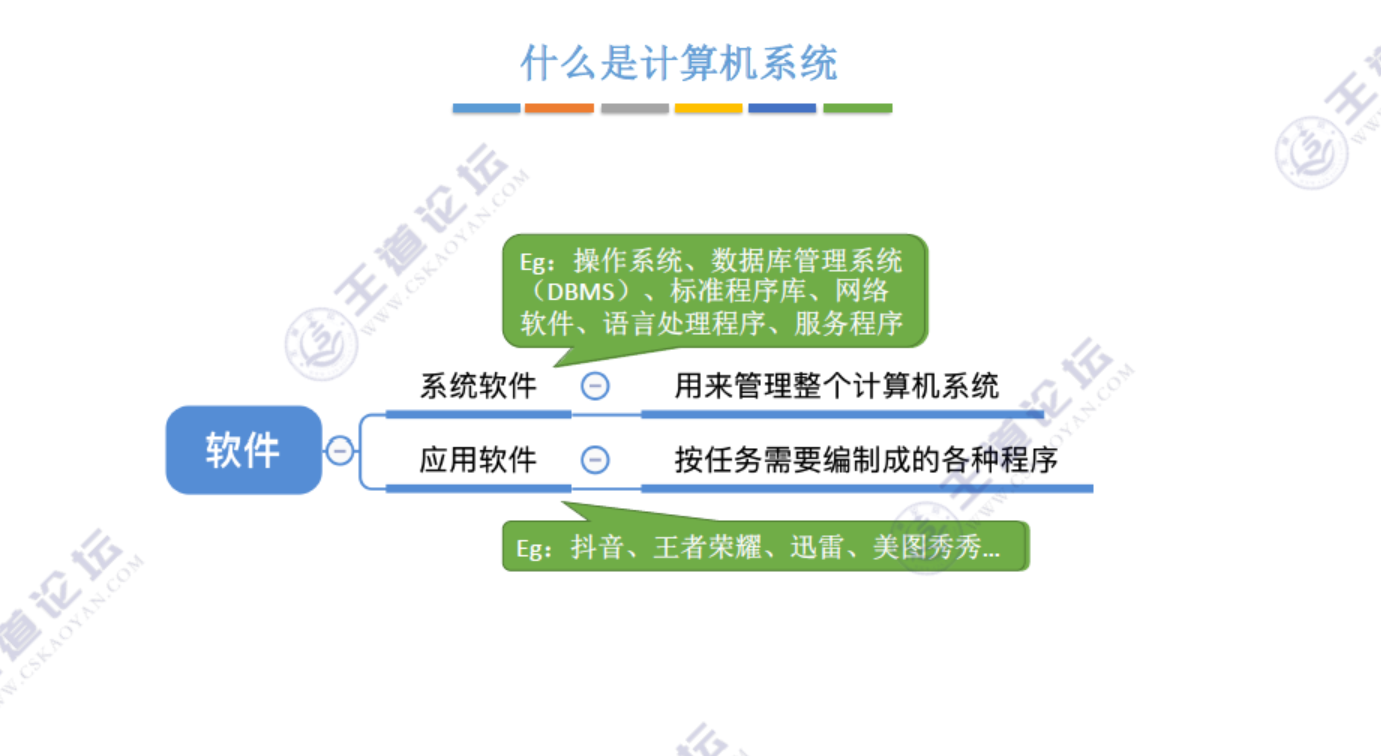 什么是计算机系统
Eg：操作系统、数据库管理系统
（DBMS）、标准程序库、网络
软件、语言处理程序、服务程序
系统软件 用来管理整个计算机系统
软件
应用软件 按任务需要编制成的各种程序
Eg：抖音、王者荣耀、迅雷、美图秀秀...
王道论坛
WWW.CSKAOYAN.COM
王道论坛
WWW.CSKAOYAN.COM
道论坛
W.CSKAOYAN.COM
王道
WWW
坛